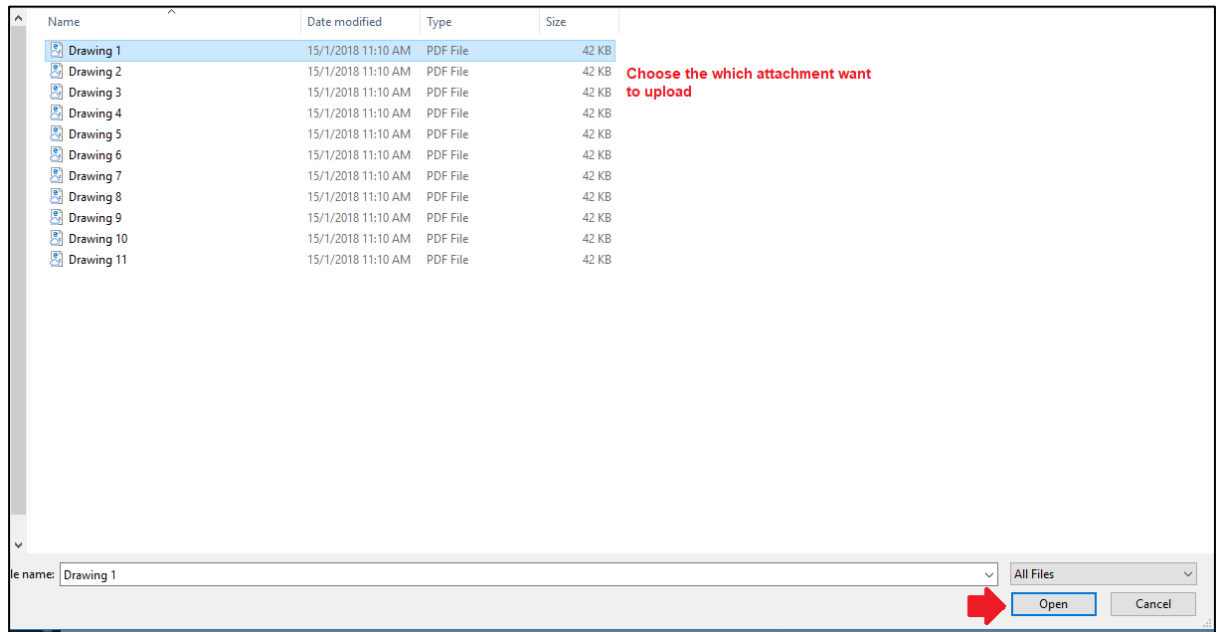 Name Date modified Type Size
Drawing 1 15/1/2018 11:10 AM PDF File 42 KB
Drawing 2 15/1/2018 11:10 AM PDF File 42 KB Choose the which attachment want
Drawing 3 15/1/2018 11:10 AM PDF File 42 KB to upload
Drawing 4 15/1/2018 11:10 AM PDF File 42 KB
Drawing 5 15/1/2018 11:10 AM PDF File 42 KB
Drawing 6 15/1/2018 11:10 AM PDF File 42 KB
Drawing 7 15/1/2018 11:10 AM PDF File 42 KB
Drawing 8 15/1/2018 11:10 AM PDF File 42 KB
Drawing 9 15/1/2018 11:10 AM PDF File 42 KB
Drawing 10 15/1/2018 11:10 AM PDF File 42 KB
Drawing 11 15/1/2018 11:10 AM PDF File 42 KB
le name: Drawing 1 All Files
Open Cancel